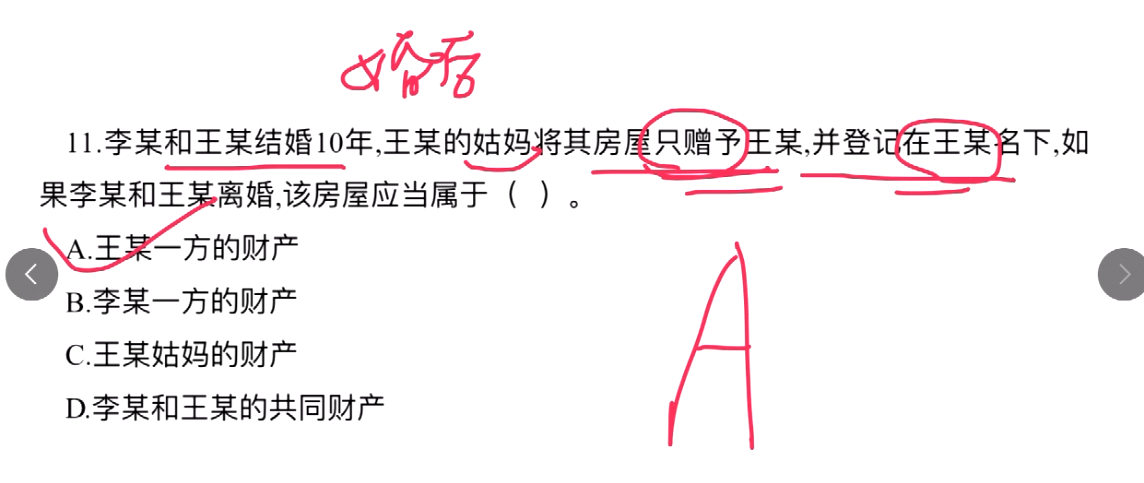 婚后
11.李某和王某结婚10年,王某的姑妈将其房屋只赠予王某,并登记在王某名下,如
果李某和王某离婚,该房屋应当属于（ ）。
A.王某一方的财产
B.李某一方的财产
C.王某姑妈的财产
D.李某和王某的共同财产
A